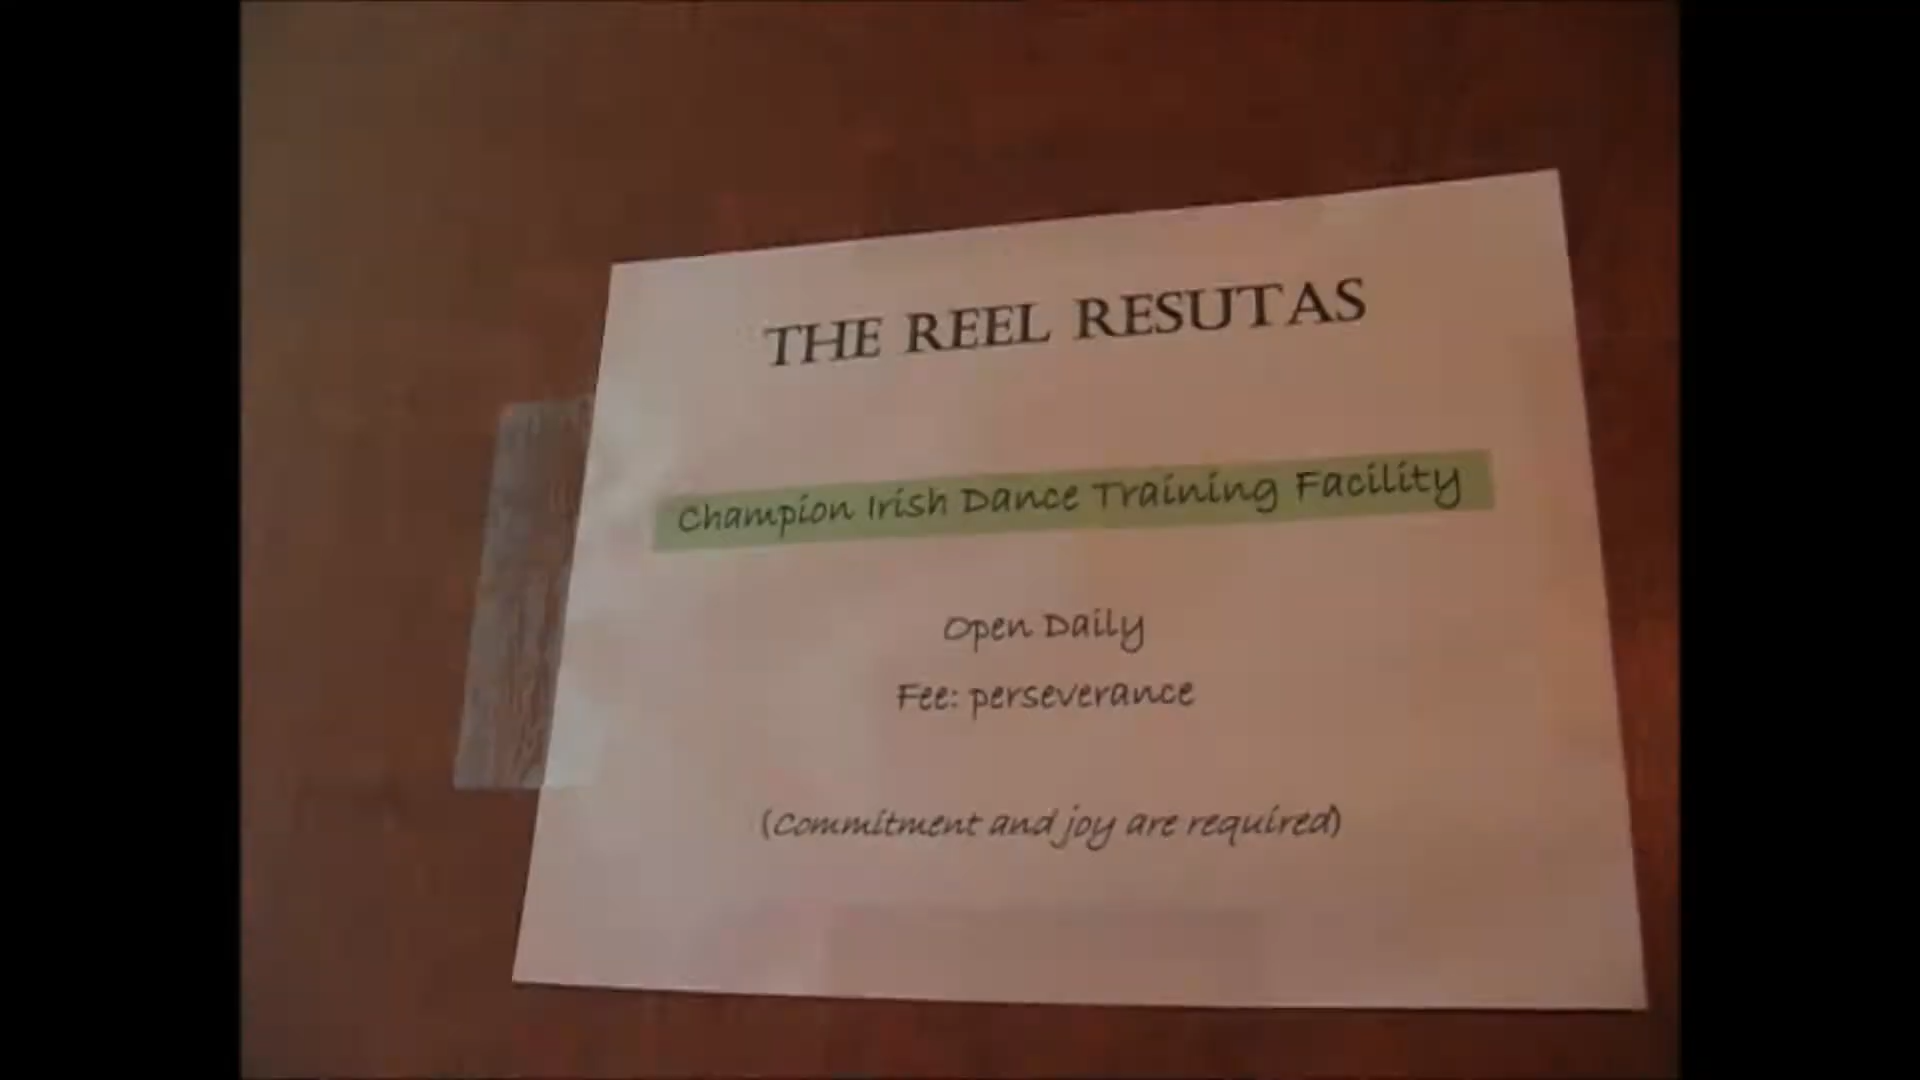 THE REEL RESUTAS
Champion Irish Dance Training Facility
Open Daily
Fee: perseverance
(Commitment and joy are required)